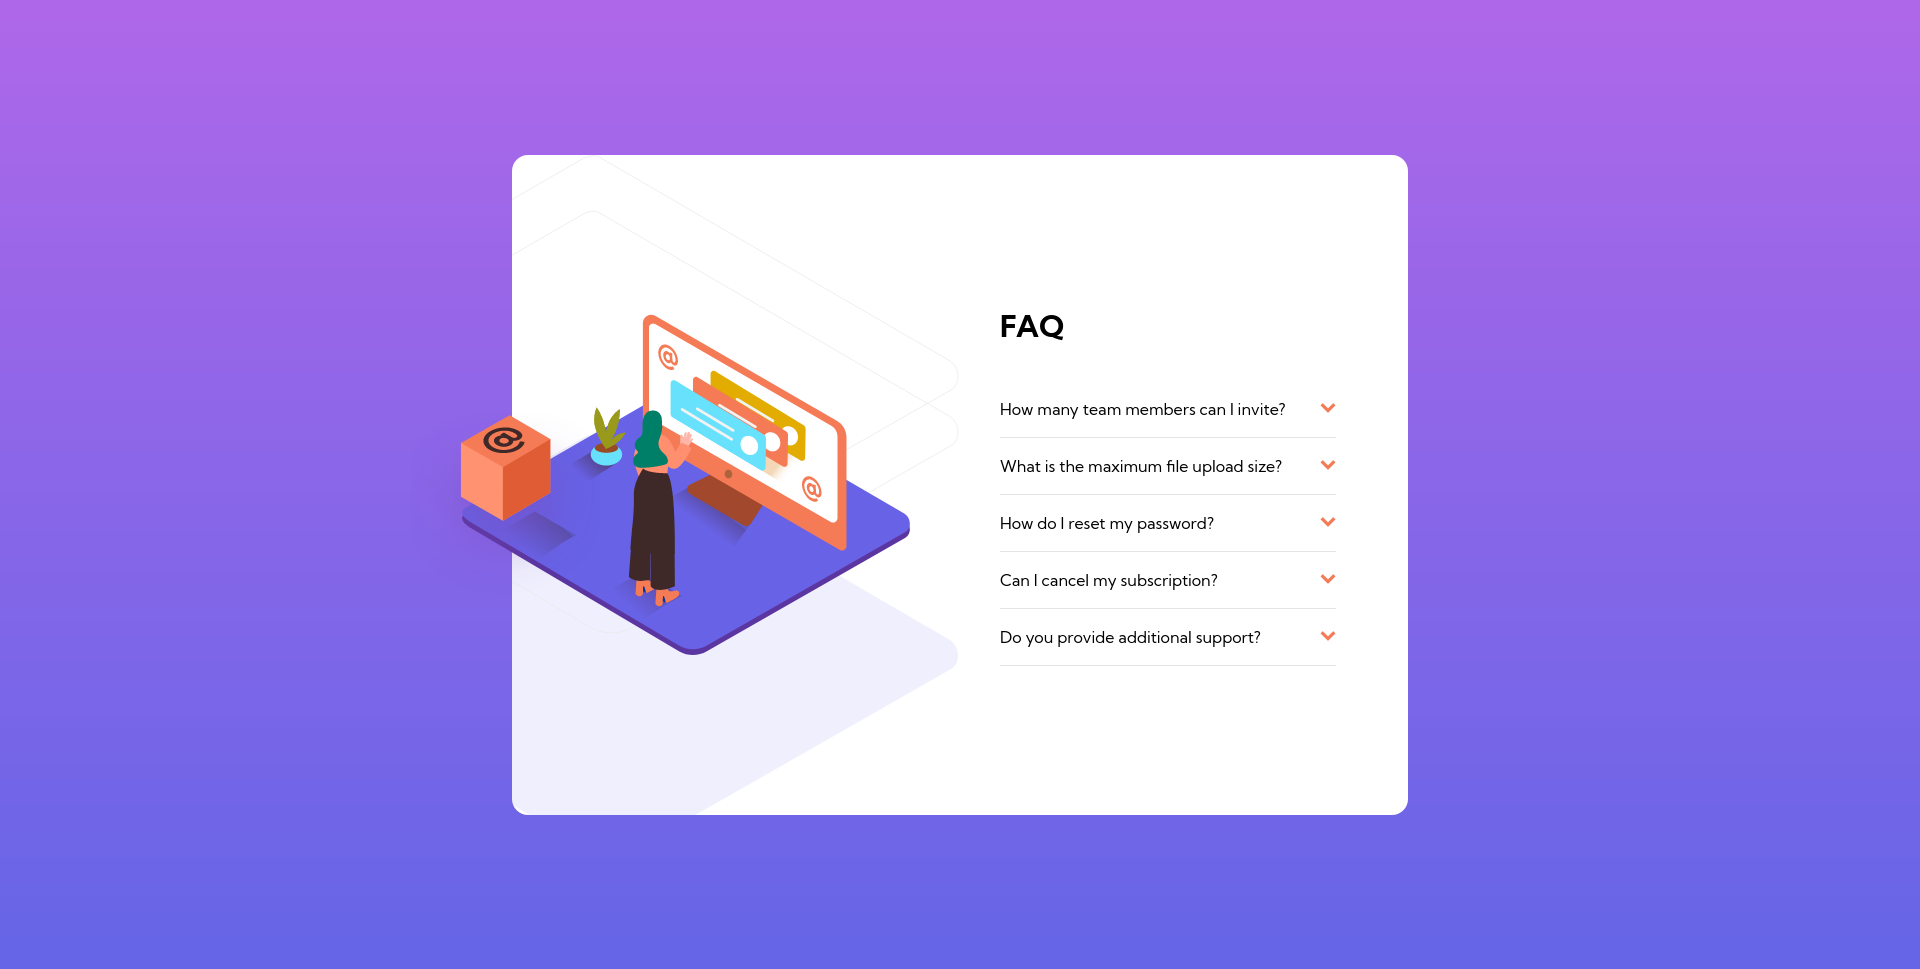 FAQ
How many team members can I invite?
What is the maximum file upload size?
How do I reset my password?
Can I cancel my subscription?
Do you provide additional support?
@
@
@